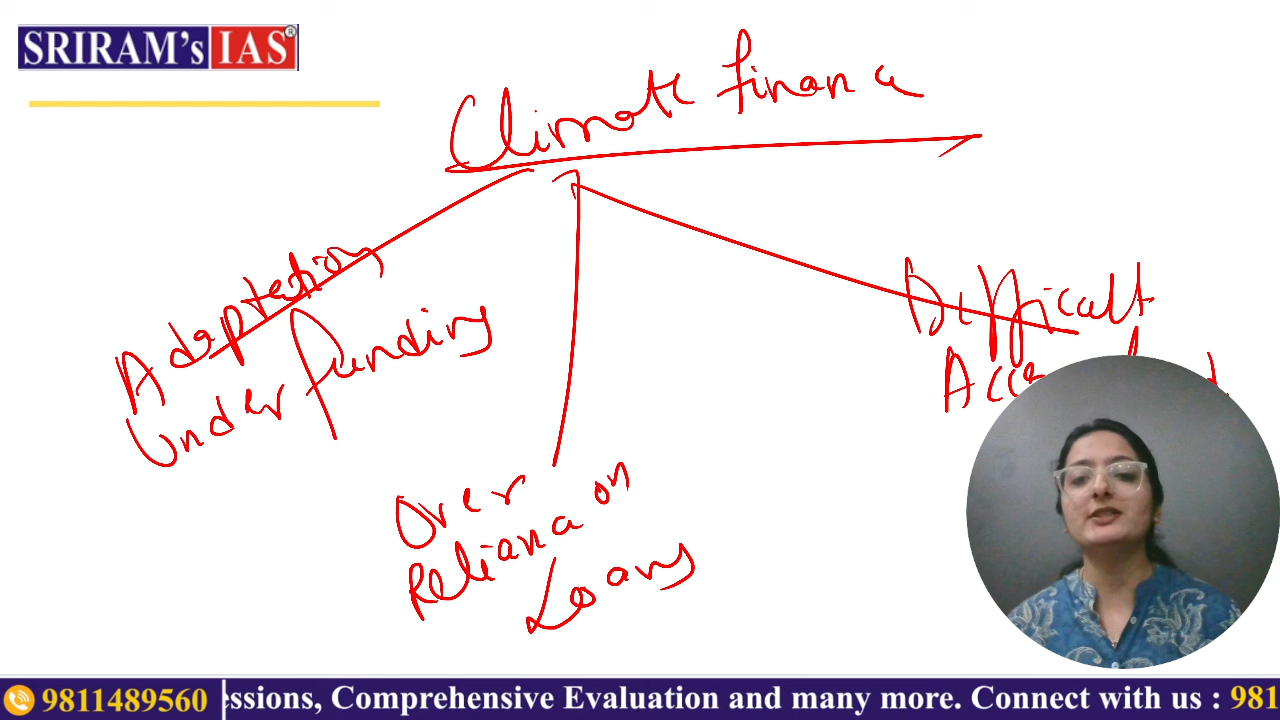 SRIRAM's IAS®
Climate finance
Adaptation
Under funding
Over
Reliance on
Loans
Difficult
9811489560
essions, Comprehensive Evaluation and many more. Connect with us : 981